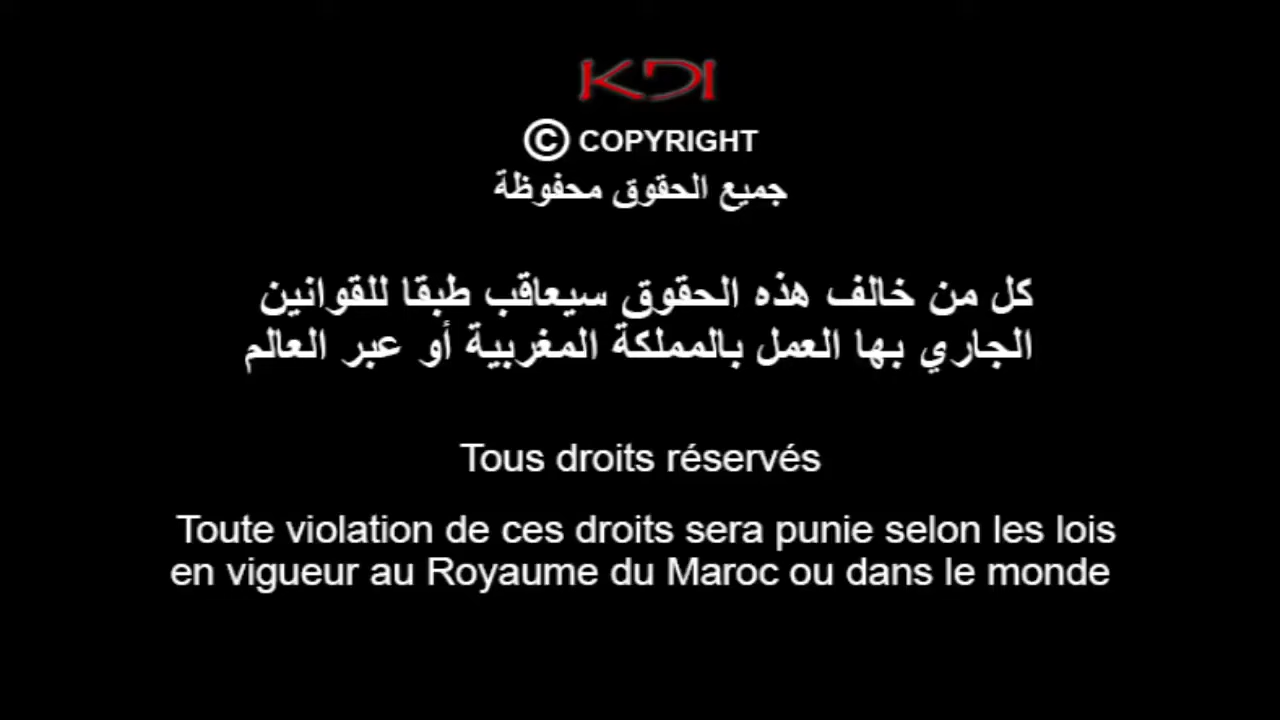 KDI
© COPYRIGHT
جميع الحقوق محفوظة
كل من خالف هذه الحقوق سيعاقب طبقا للقوانين
الجاري بها العمل بالمملكة المغربية أو عبر العالم
Tous droits réservés
Toute violation de ces droits sera punie selon les lois
en vigueur au Royaume du Maroc ou dans le monde